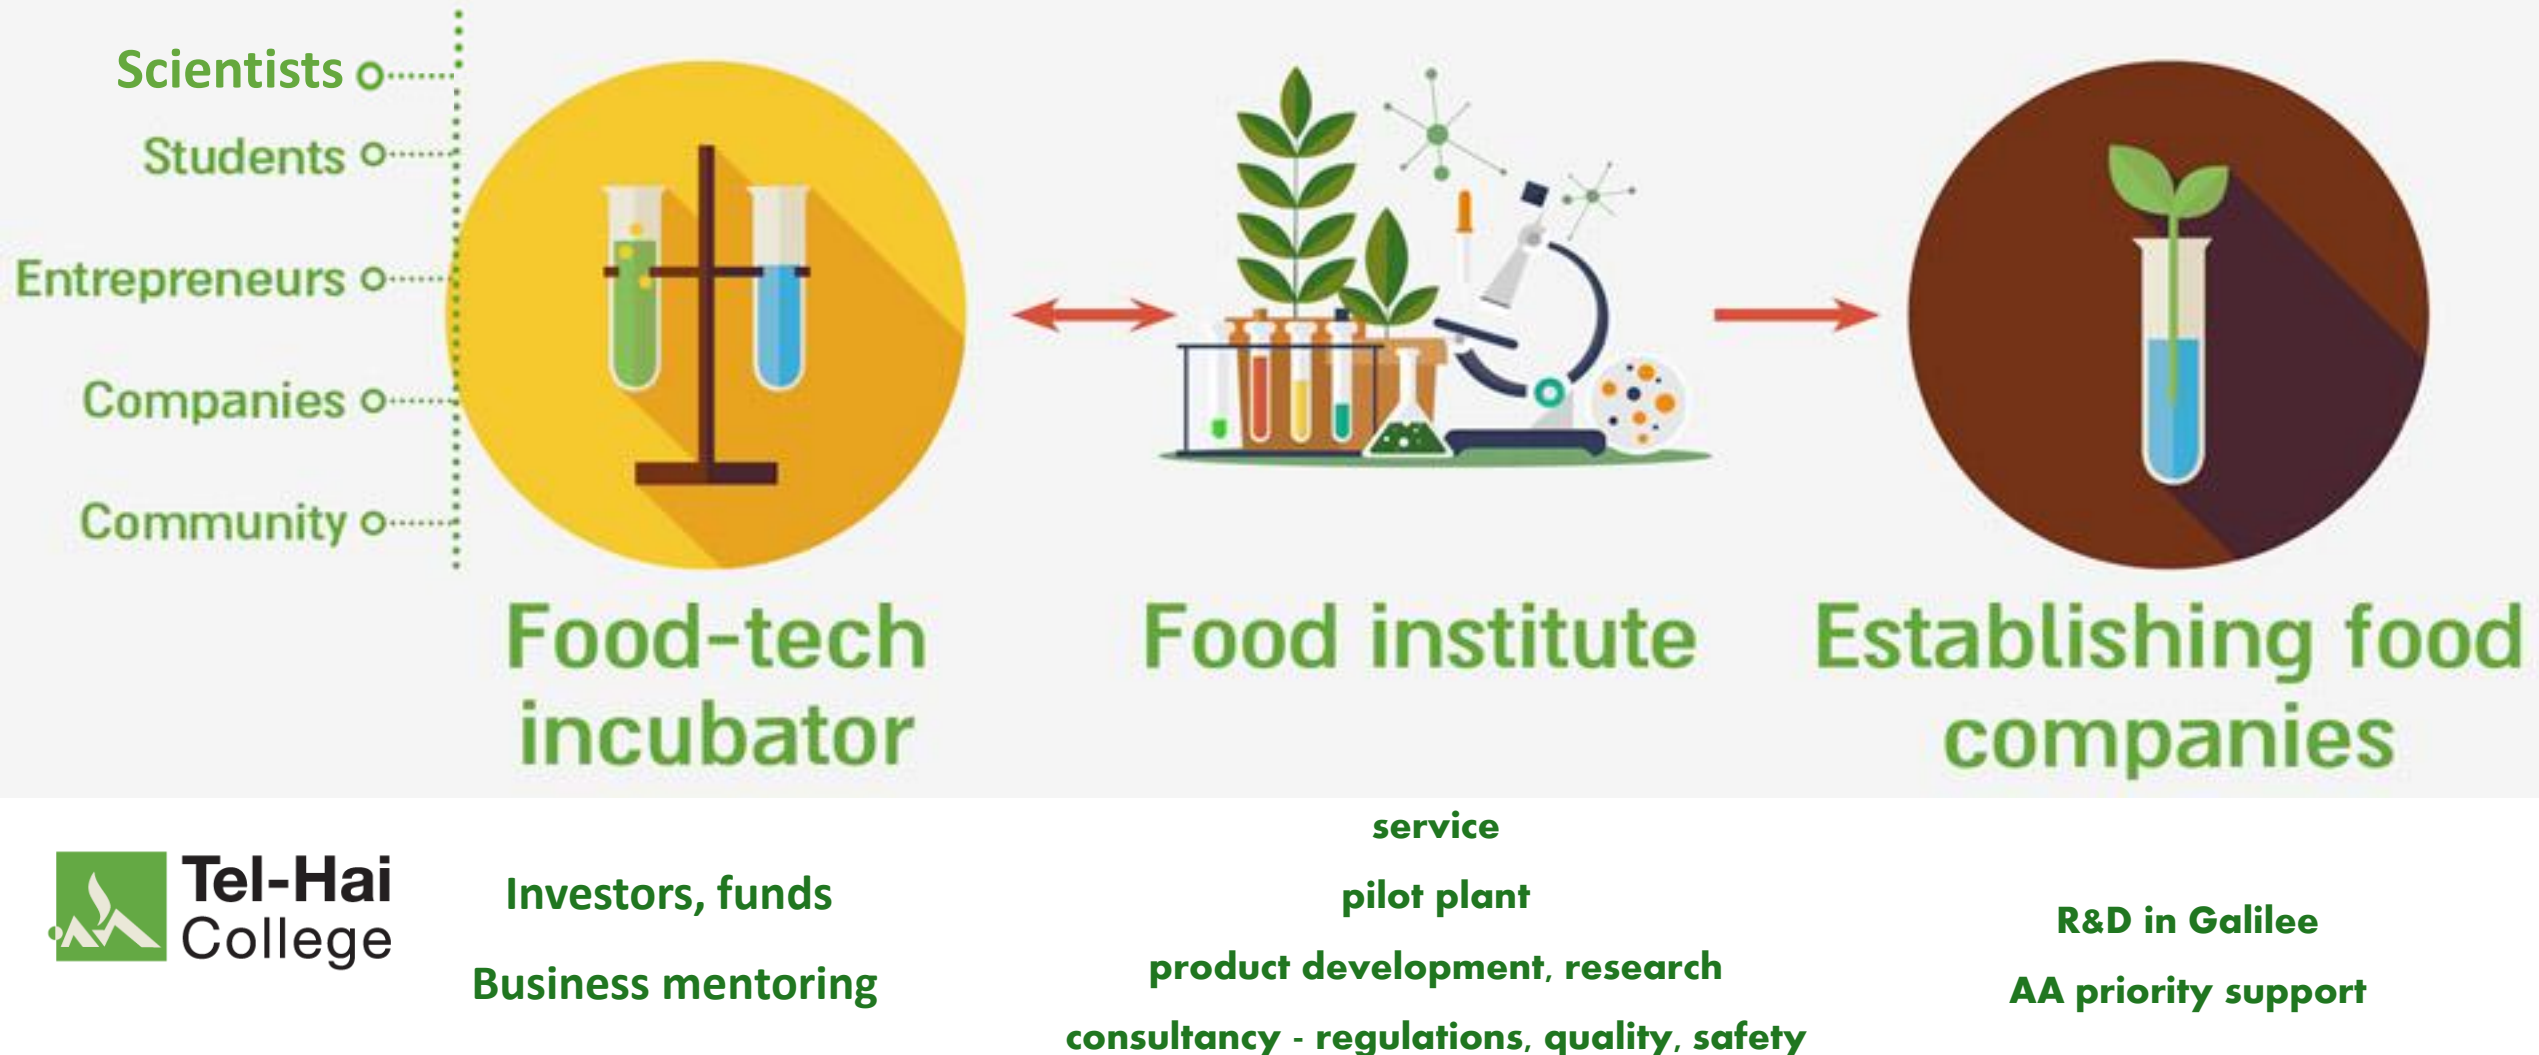 Scientists
Students
Entrepreneurs
Companies
Community
Food-tech
incubator
Food institute
Establishing food
companies
Tel-Hai
College
Investors, funds
Business mentoring
service
pilot plant
product development, research
consultancy - regulations, quality, safety
R&D in Galilee
AA priority support